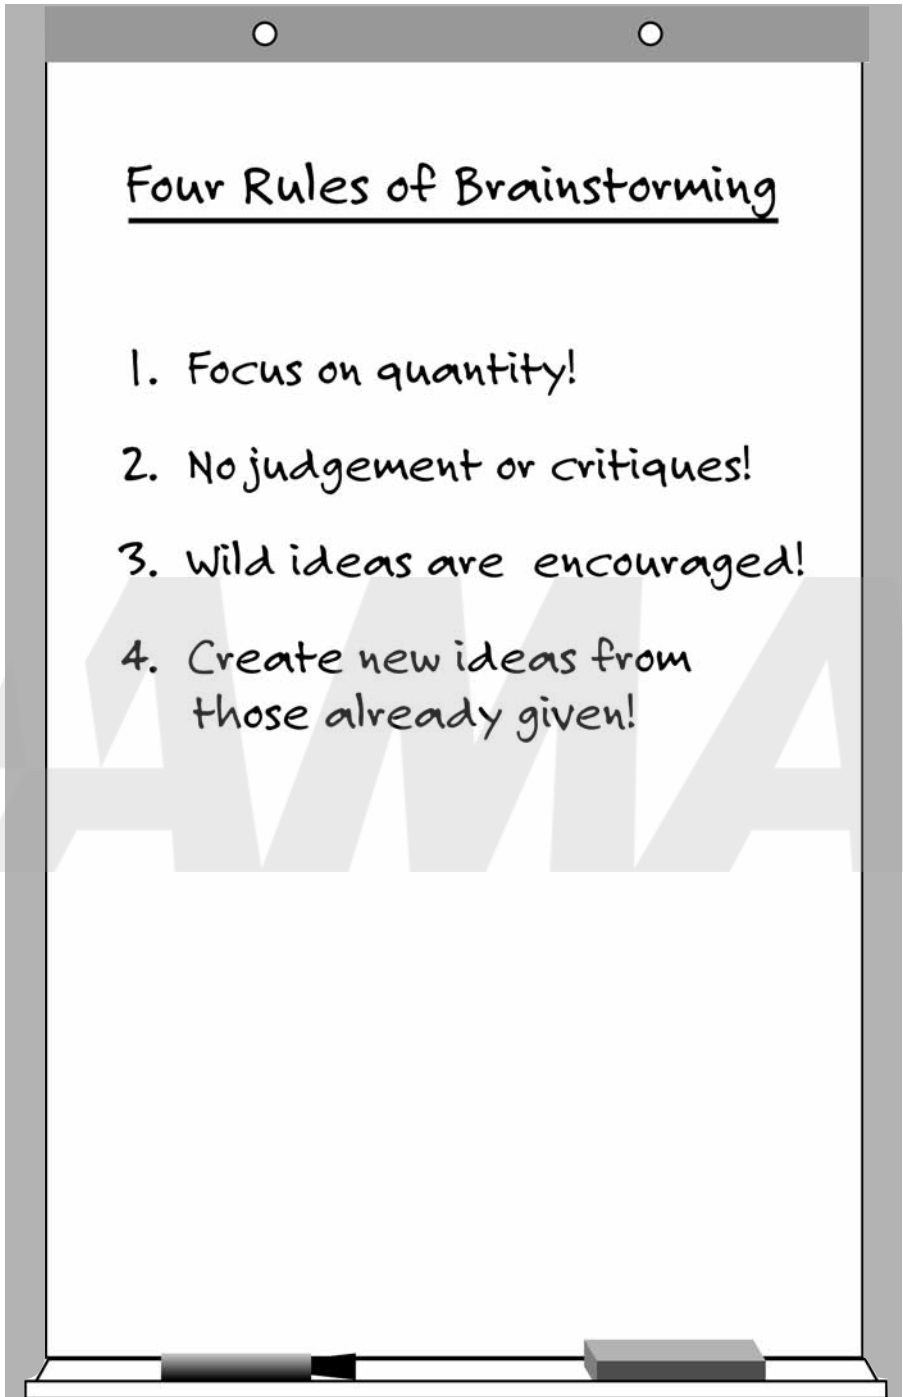 Four Rules of Brainstorming
1. Focus on quantity!
2. No judgement or critiques!
3. Wild ideas are encouraged!
4. Create new ideas from
those already given!
AMA